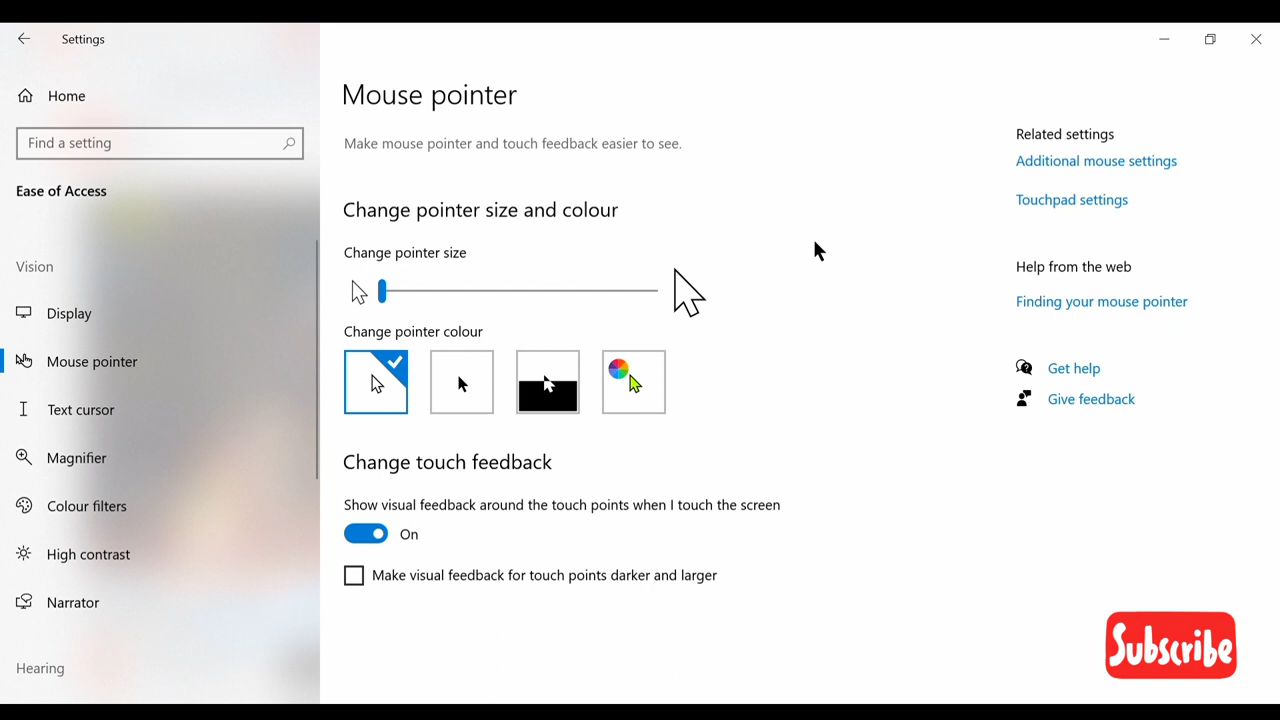 Settings
Home
Find a setting
Ease of Access
Vision
Display
Mouse pointer
Text cursor
Magnifier
Colour filters
High contrast
Narrator
Hearing
Mouse pointer
Make mouse pointer and touch feedback easier to see.
Change pointer size and colour
Change pointer size
Change pointer colour
Change touch feedback
Show visual feedback around the touch points when I touch the screen
On
Make visual feedback for touch points darker and larger
Related settings
Additional mouse settings
Touchpad settings
Help from the web
Finding your mouse pointer
Get help
Give feedback
Subscribe